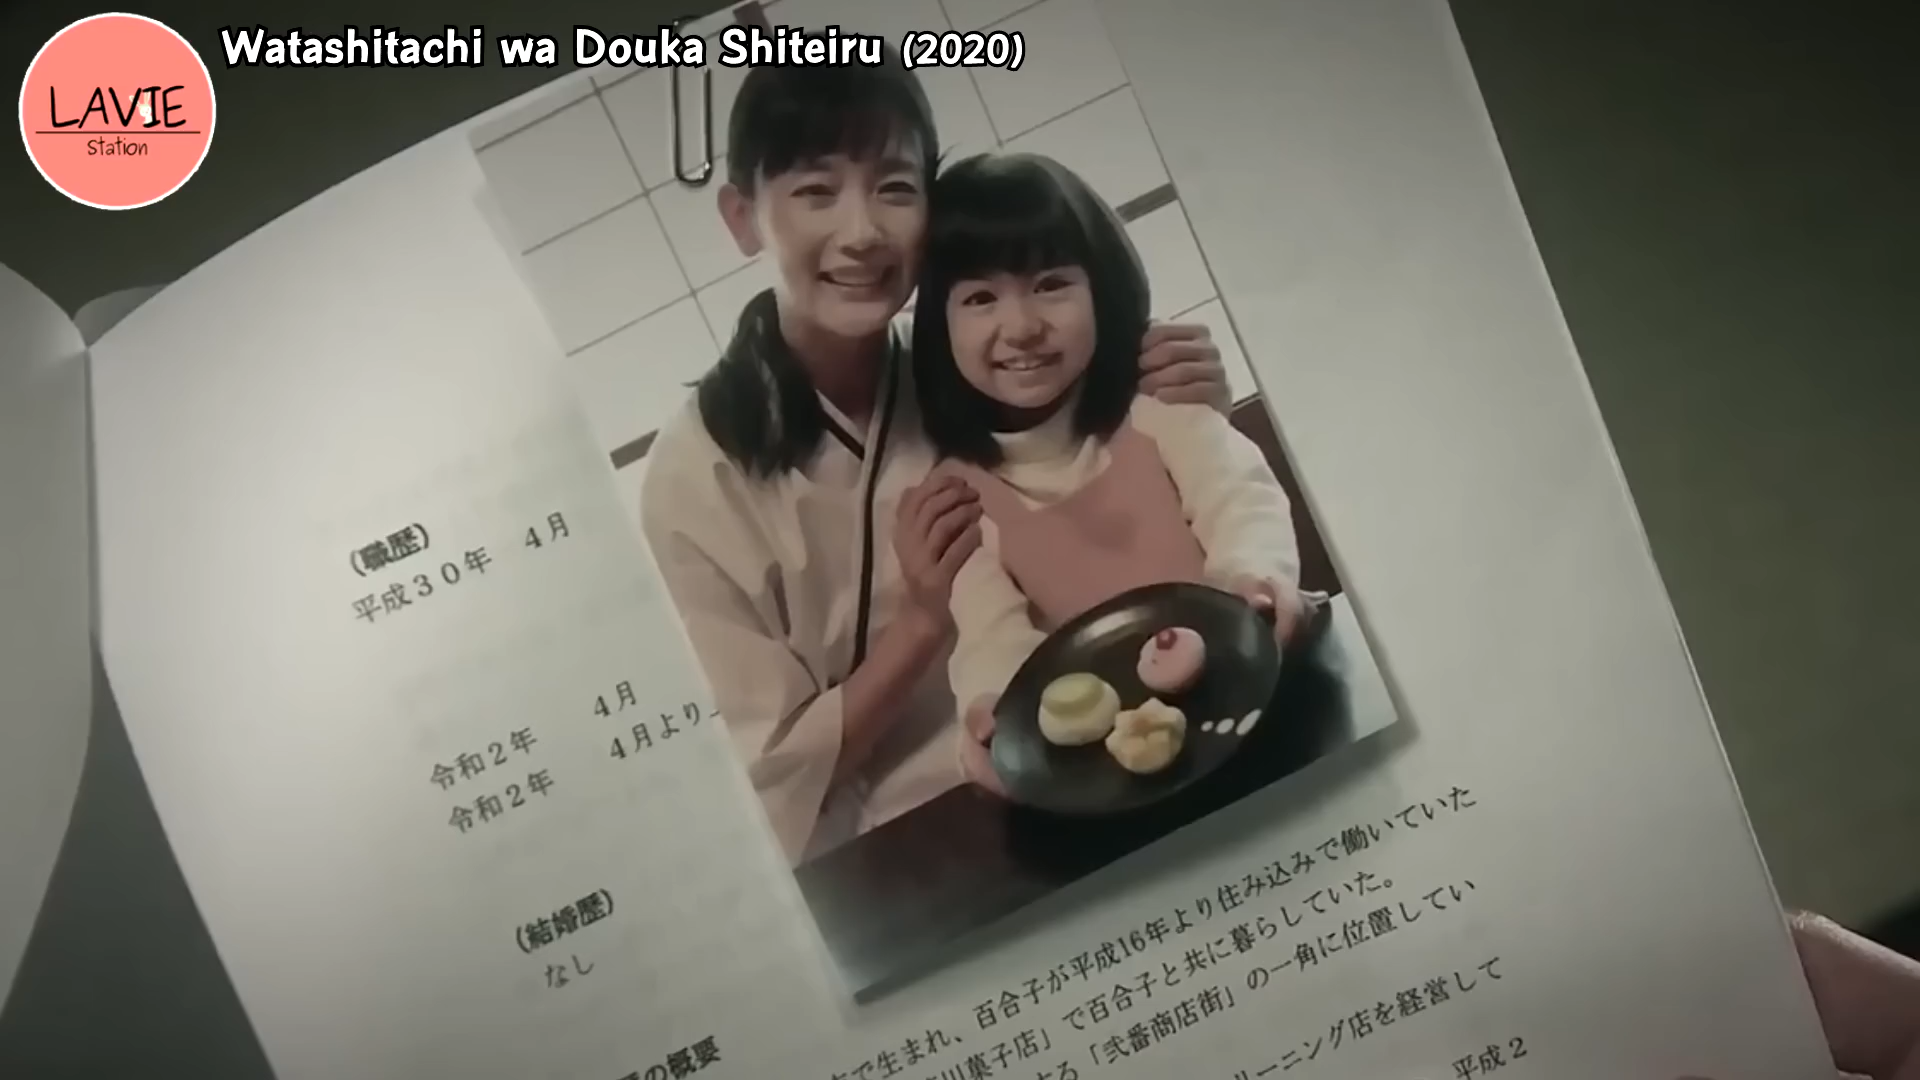 LAVIE
Station
Watashitachi wa Douka Shiteiru (2020)
(職歴)
平成30年 4月
令和2年 4月
令和2年 4月より
(結婚歴)
なし
の概要
で生まれ、百合子が平成16年より住み込みで働いていた
川菓子店」で百合子と共に暮らしていた。
る「弐番商店街」の一角に位置してい
リーニング店を経営して
平成2